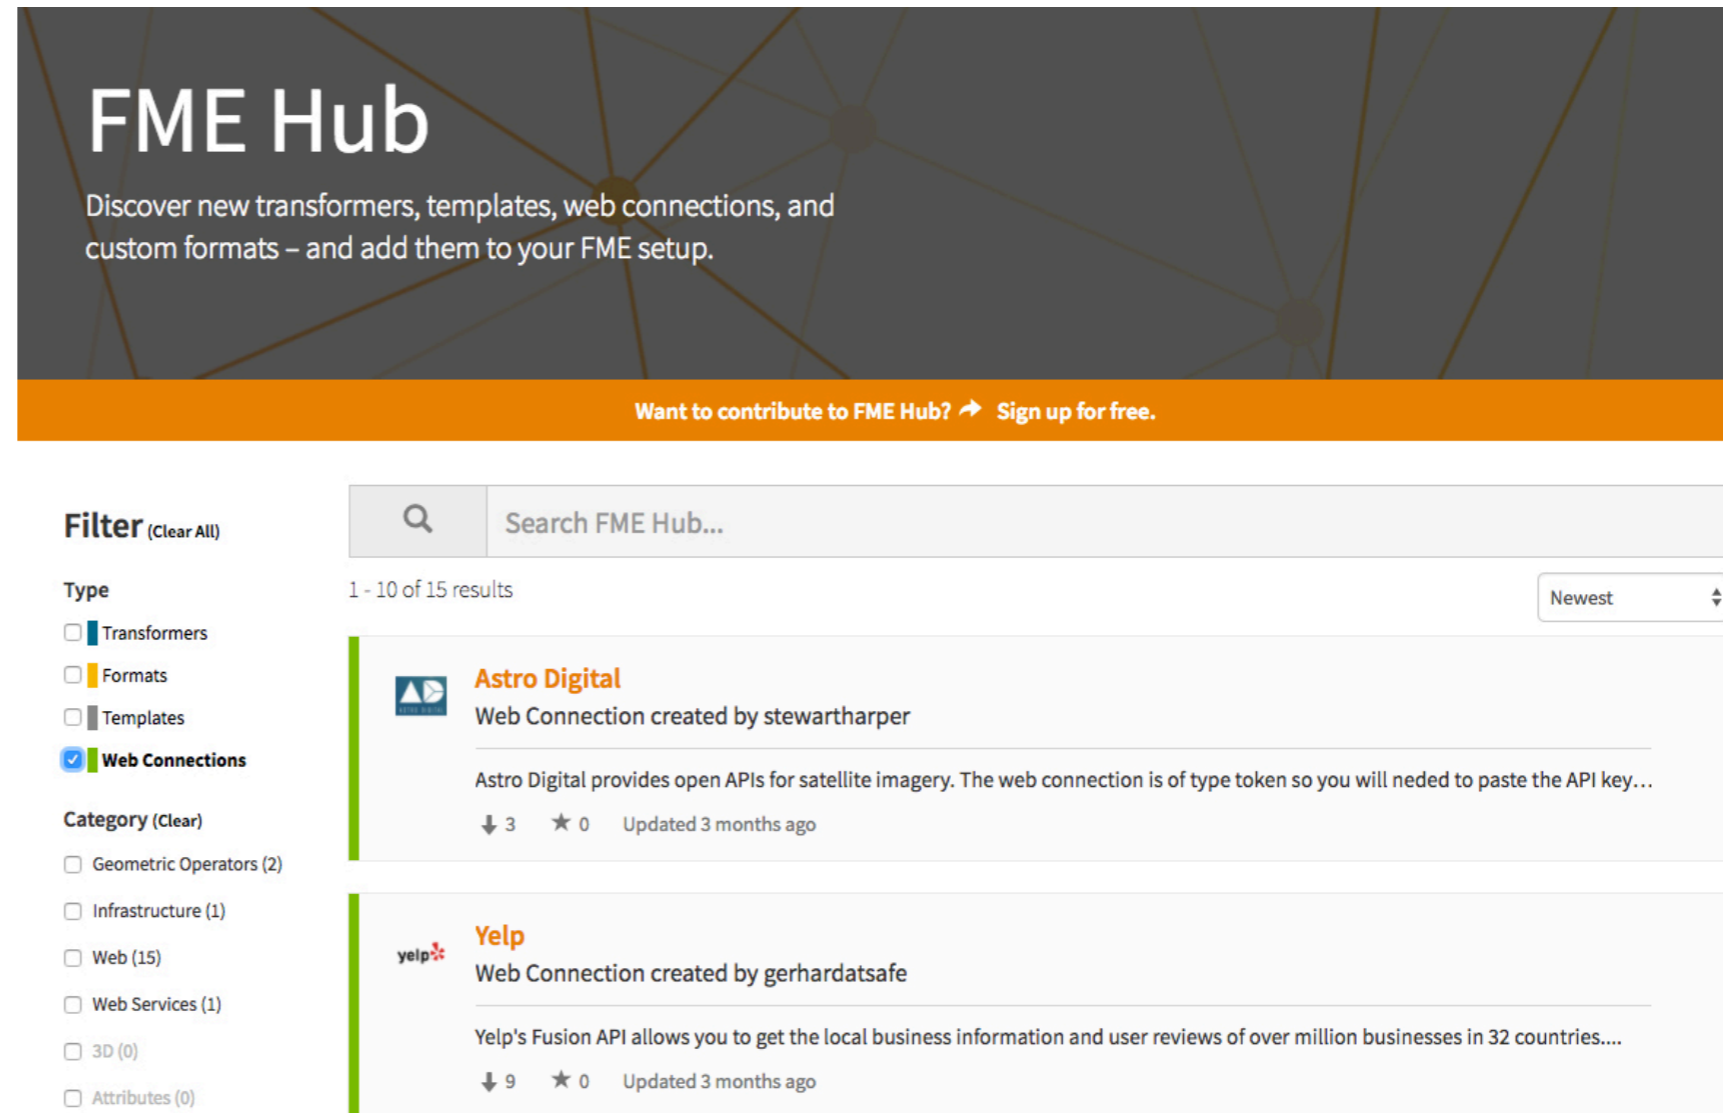 FME Hub
Discover new transformers, templates, web connections, and
custom formats – and add them to your FME setup.
Want to contribute to FME Hub? Sign up for free.
Filter (Clear All)
Type
Transformers
Formats
Templates
Web Connections
Category (Clear)
Geometric Operators (2)
Infrastructure (1)
Web (15)
Web Services (1)
3D (0)
Attributes (0)
Search FME Hub...
1 - 10 of 15 results
Newest
Astro Digital
Web Connection created by stewartharper
Astro Digital provides open APIs for satellite imagery. The web connection is of type token so you will neded to paste the API key…
3 0 Updated 3 months ago
yelp
Yelp
Web Connection created by gerhardatsafe
Yelp's Fusion API allows you to get the local business information and user reviews of over million businesses in 32 countries....
9 0 Updated 3 months ago